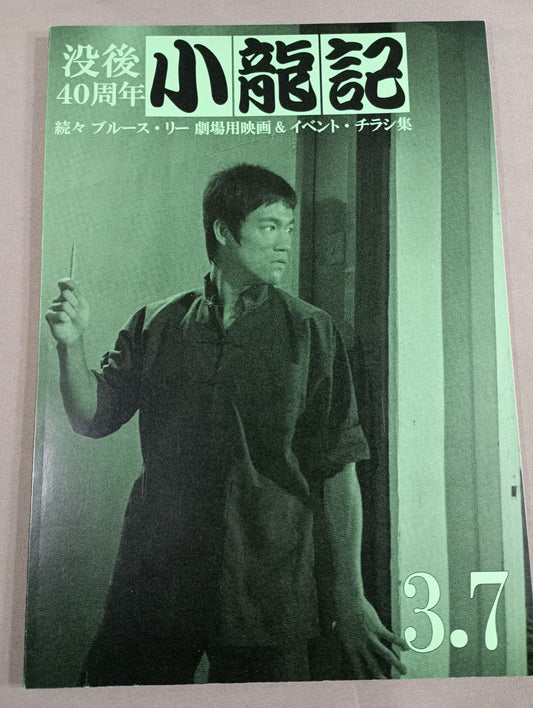 没後
40周年
小龍記
続々 ブルース・リー 劇場用映画 & イベント・チラシ集
3.7